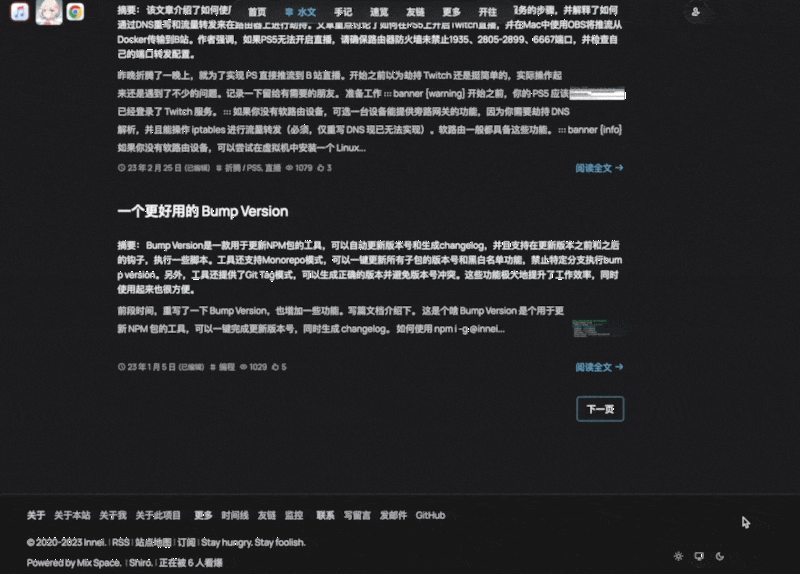 首页 水文 手记 速览 友链 更多 开往
摘要： 该文章介绍了如何使 务的步骤，并解释了如何
通过DNS重写和流量转发来在路由器上进行劫持。文章重点讨论了如何在PS5上开启Twitch直播，并在Mac中使用OBS将推流从
Docker传输到B站。作者强调，如果PS5无法开启直播，请确保路由器防火墙未禁止1935、2805-2899、6667端口，并检查自
己的端口转发配置。
昨晚折腾了一晚上，就为了实现 PS 直接推流到 B 站直播。开始之前以为劫持 Twitch 还是挺简单的，实际操作起
来还是遇到了不少的问题。记录一下留给有需要的朋友。 准备工作 ::: banner {warning} 开始之前，你的 PS5 应该
已经登录了 Twitch 服务。 ::: 如果你没有软路由设备，可选一台设备能提供旁路网关的功能，因为你需要劫持 DNS
解析，并且能操作 iptables 进行流量转发（必须，仅重写 DNS 现已无法实现）。软路由一般都具备这些功能。 ::: banner {info}
如果你没有软路由设备，可以尝试在虚拟机中安装一个 Linux...
23 年 2 月 25 日 (已编辑) # 折腾 / PS5, 直播 1079 3 阅读全文
一个更好用的 Bump Version
摘要： Bump Version是一款用于更新NPM包的工具，可以自动更新版本号和生成changelog，并且支持在更新版本之前和之后
的钩子，执行一些脚本。工具还支持Monorepo模式，可以一键更新所有子包的版本号和黑白名单功能，禁止特定分支执行bum
p version。另外，工具还提供了Git Tag模式，可以生成正确的版本并避免版本号冲突。这些功能极大地提升了工作效率，同时
使用起来也很方便。
前段时间，重写了一下 Bump Version，也增加一些功能。写篇文档介绍下。 这是个啥 Bump Version 是个用于更
新 NPM 包的工具，可以一键完成更新版本号，同时生成 changelog。 如何使用 npm i -g @innei...
23 年 1 月 5 日 (已编辑) # 编程 1029 5 阅读全文
下一页
关于 关于本站 关于我 关于此项目 更多 时间线 友链 监控 联系 写留言 发邮件 GitHub
© 2020-2023 Innei. | RSS | 站点地图 | 订阅 | Stay hungry. Stay foolish.
Powered by Mix Space. | Shiro. | 正在被 6 人看爆